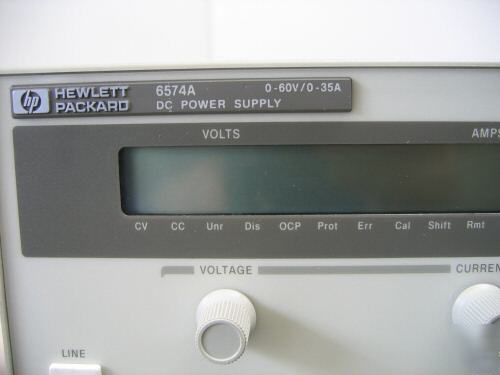 hp HEWLETT PACKARD 6574A 0-60V/0-35A
DC POWER SUPPLY
VOLTS AMPS
CV CC Unr Dis OCP Prot Err Cal Shift Rmt
VOLTAGE CURREN
LINE